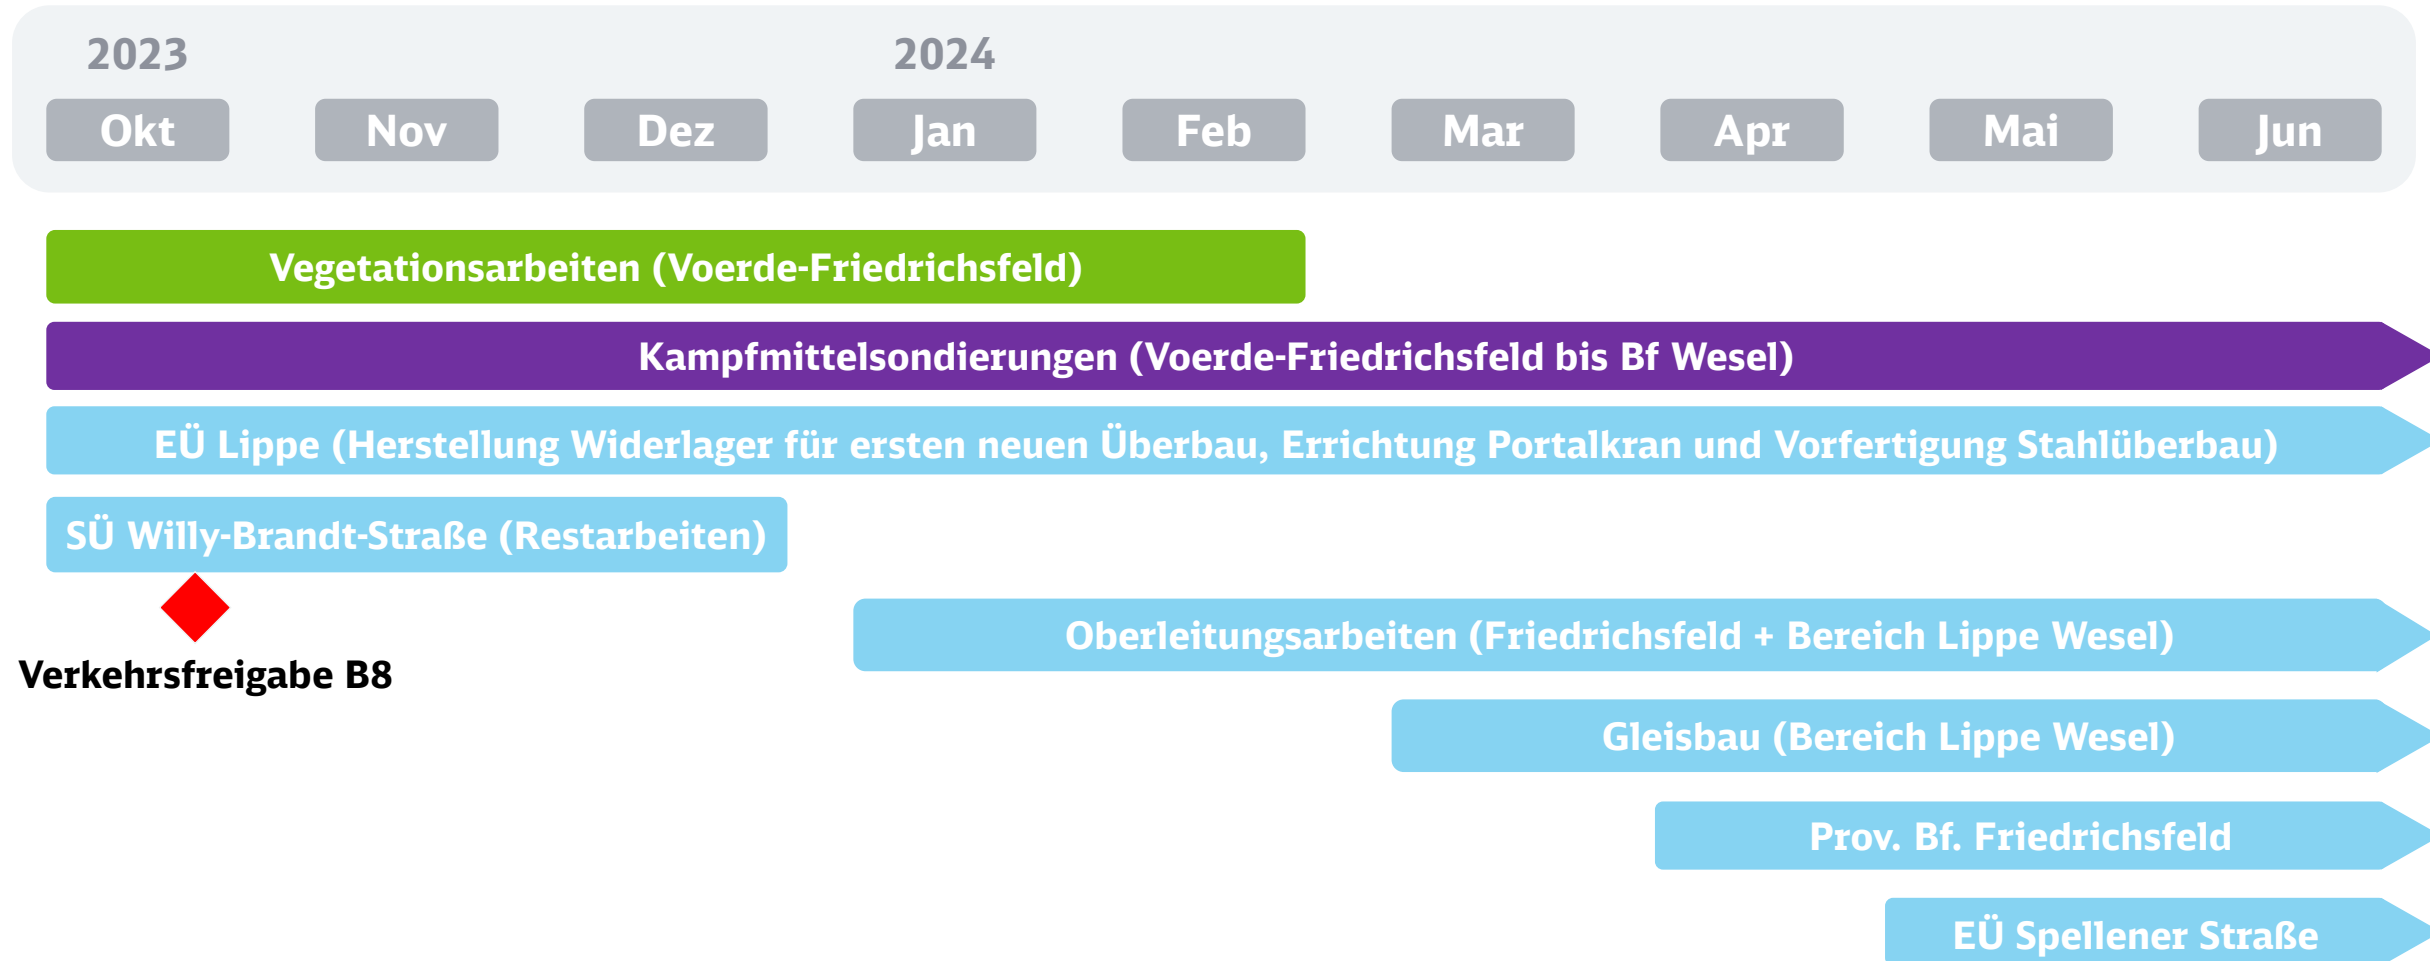 2023 2024
Okt Nov Dez Jan Feb Mar Apr Mai Jun
Vegetationsarbeiten (Voerde-Friedrichsfeld)
Kampfmittelsondierungen (Voerde-Friedrichsfeld bis Bf Wesel)
EÜ Lippe (Herstellung Widerlager für ersten neuen Überbau, Errichtung Portalkran und Vorfertigung Stahlüberbau)
SÜ Willy-Brandt-Straße (Restarbeiten)
Verkehrsfreigabe B8
Oberleitungsarbeiten (Friedrichsfeld + Bereich Lippe Wesel)
Gleisbau (Bereich Lippe Wesel)
Prov. Bf. Friedrichsfeld
EÜ Spellener Straße